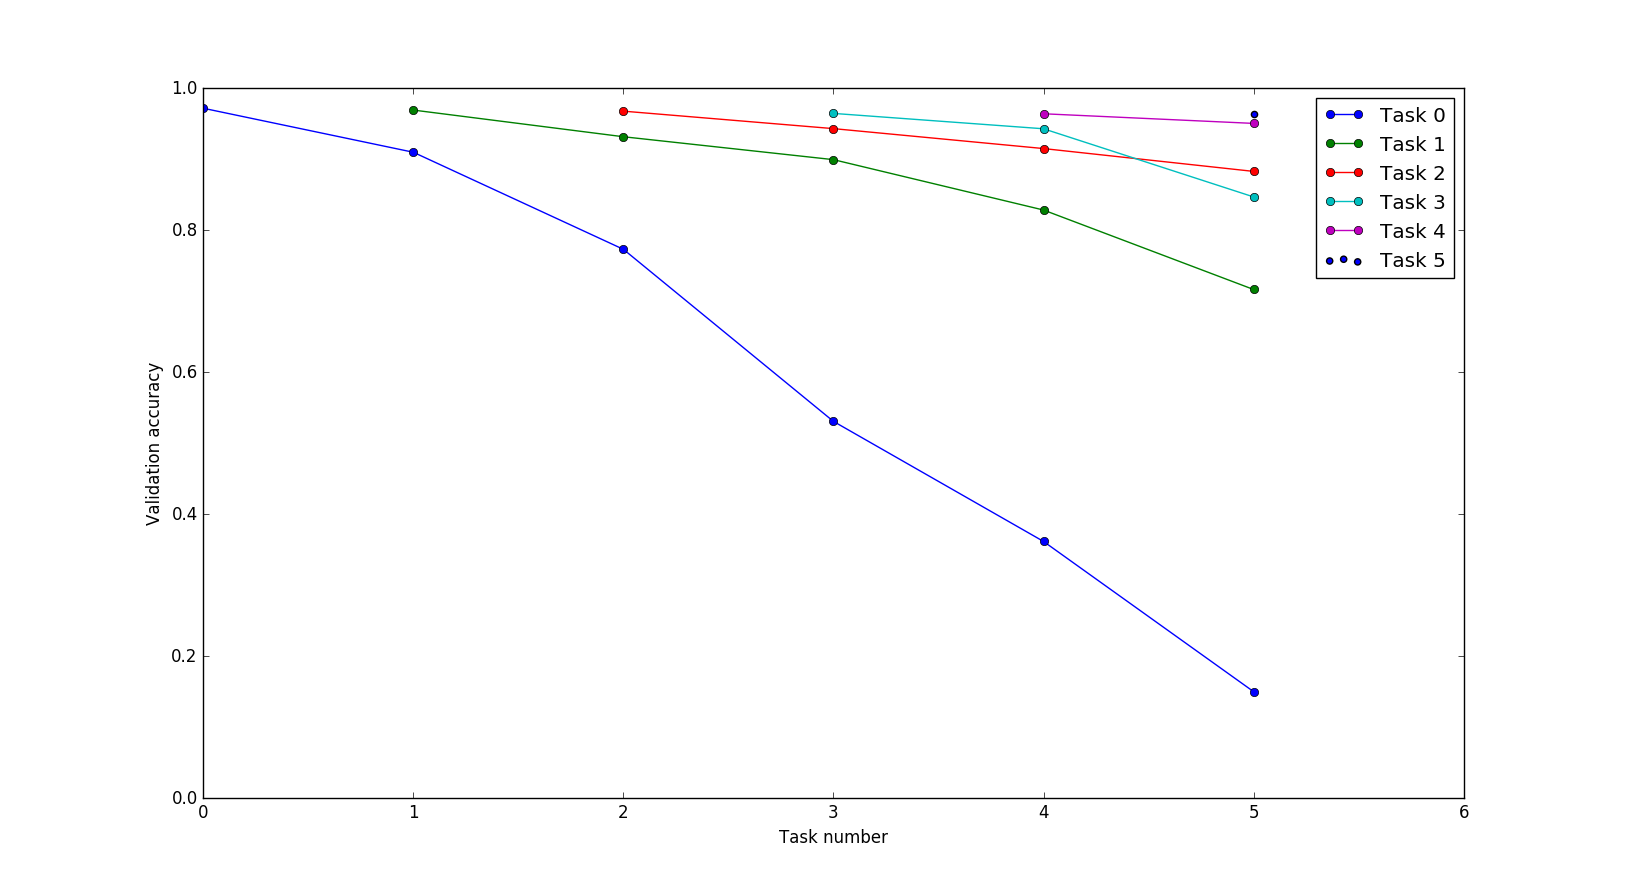 1.0
0.8
0.6
0.4
0.2
0.0
Validation accuracy
0 1 2 3 4 5 6
Task number
Task 0
Task 1
Task 2
Task 3
Task 4
Task 5